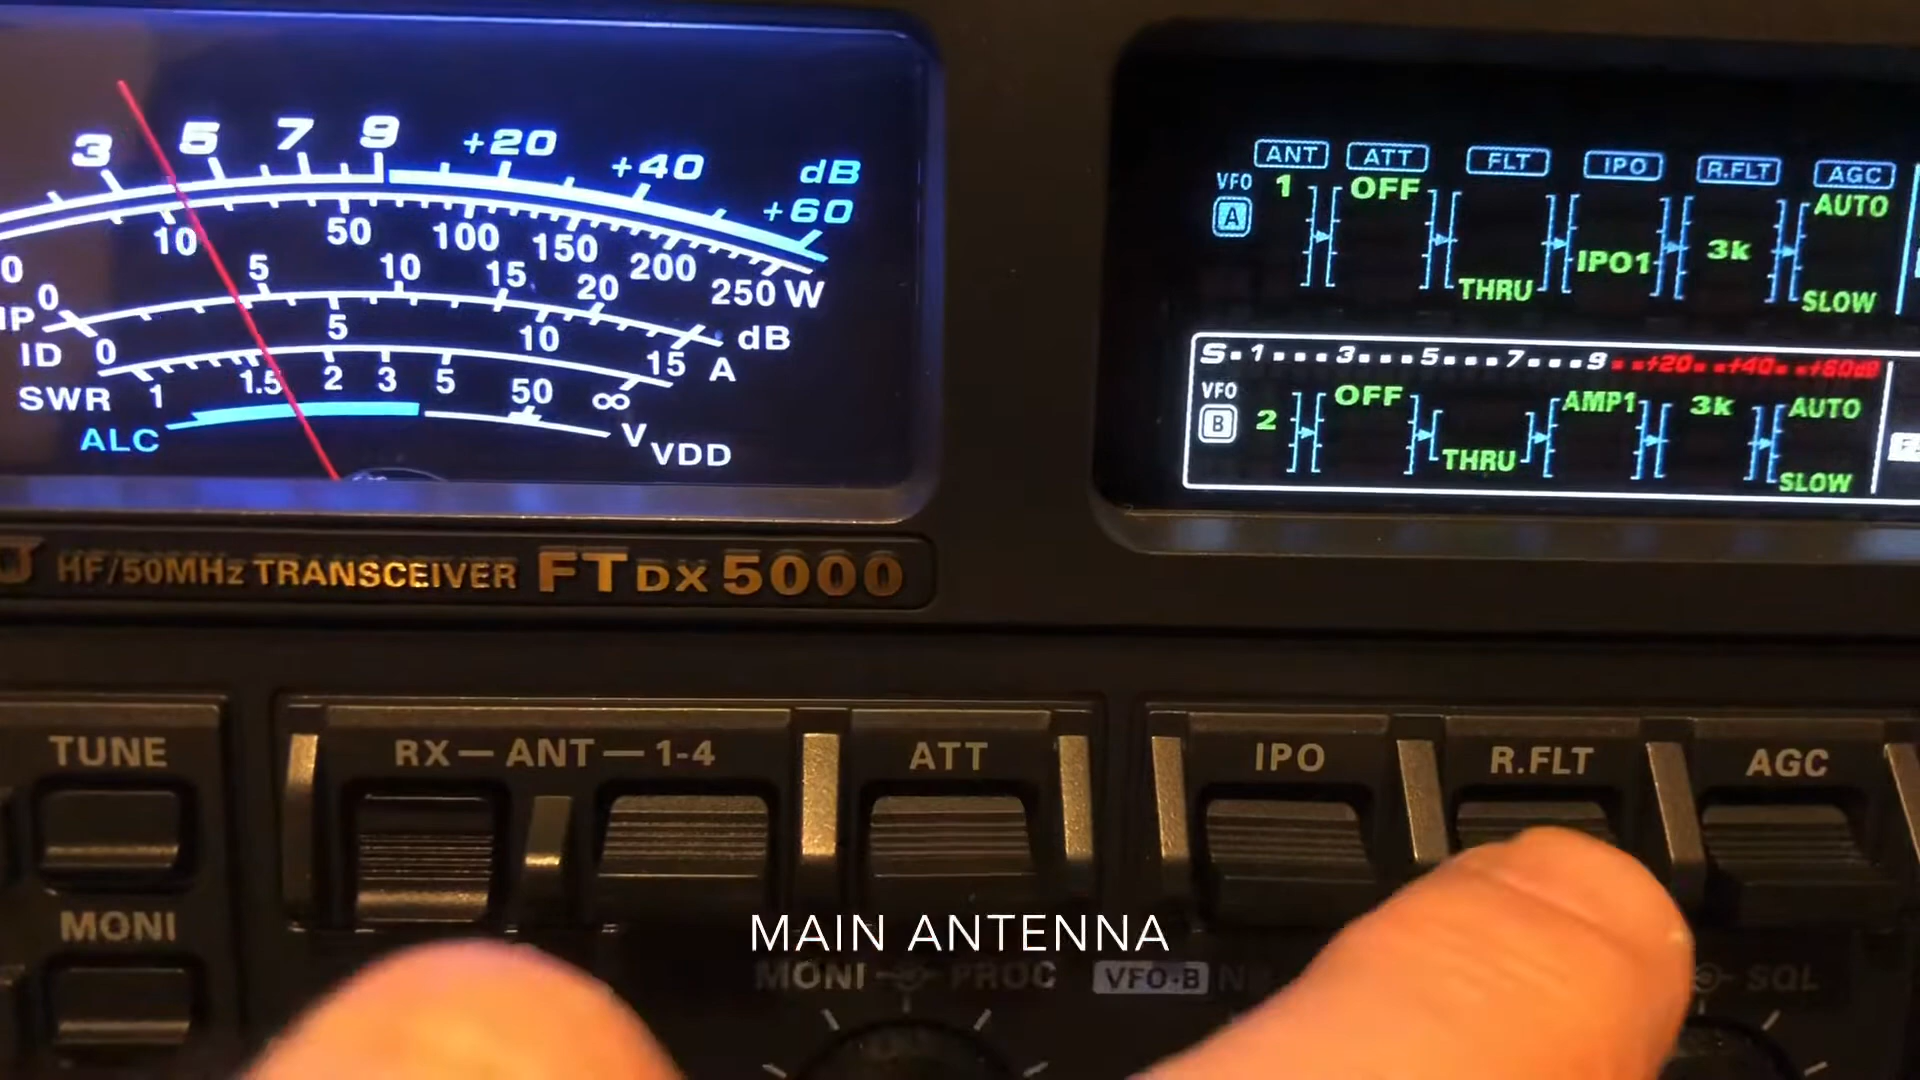 3 5 7 9 +20 +40 +60 dB
0 10 50 100 150 200 250 W
0 5 10 15 20 dB
ID 0 5 10 15 A
SWR 1 1.5 2 3 5 50 ∞
ALC V VDD
HF/50MHz TRANSCEIVER FT DX 5000
ANT ATT FLT IPO R.FLT AGC
VFO A 1 OFF THRU IPO1 3k AUTO SLOW
S 1 3 5 7 9 +20 +40 +60dB
VFO B 2 OFF THRU AMP1 3k AUTO SLOW
TUNE RX — ANT — 1-4 ATT IPO R.FLT AGC
MONI
MAIN ANTENNA
MONI PROC VFO-B SQL